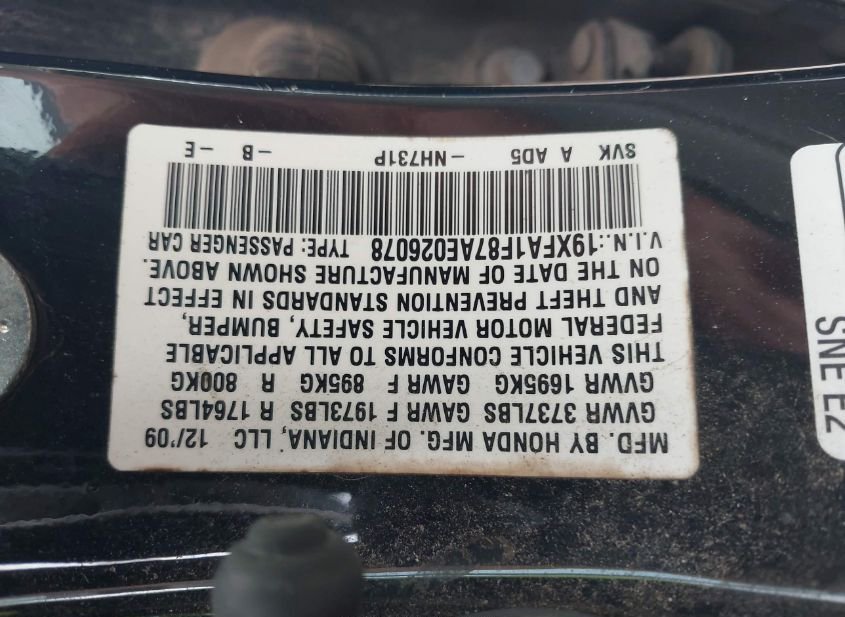 MFD. BY HONDA MFG. OF INDIANA, LLC 12/'09
GVWR 3737LBS GAWR F 1973LBS R 1764LBS
GVWR 1695KG GAWR F 895KG R 800KG
THIS VEHICLE CONFORMS TO ALL APPLICABLE
FEDERAL MOTOR VEHICLE SAFETY, BUMPER,
AND THEFT PREVENTION STANDARDS IN EFFECT
ON THE DATE OF MANUFACTURE SHOWN ABOVE.
V.I.N.:19XFA1F87AE026078 TYPE: PASSENGER CAR
SVK A AD5 -NH731P -B -E
SNE E2